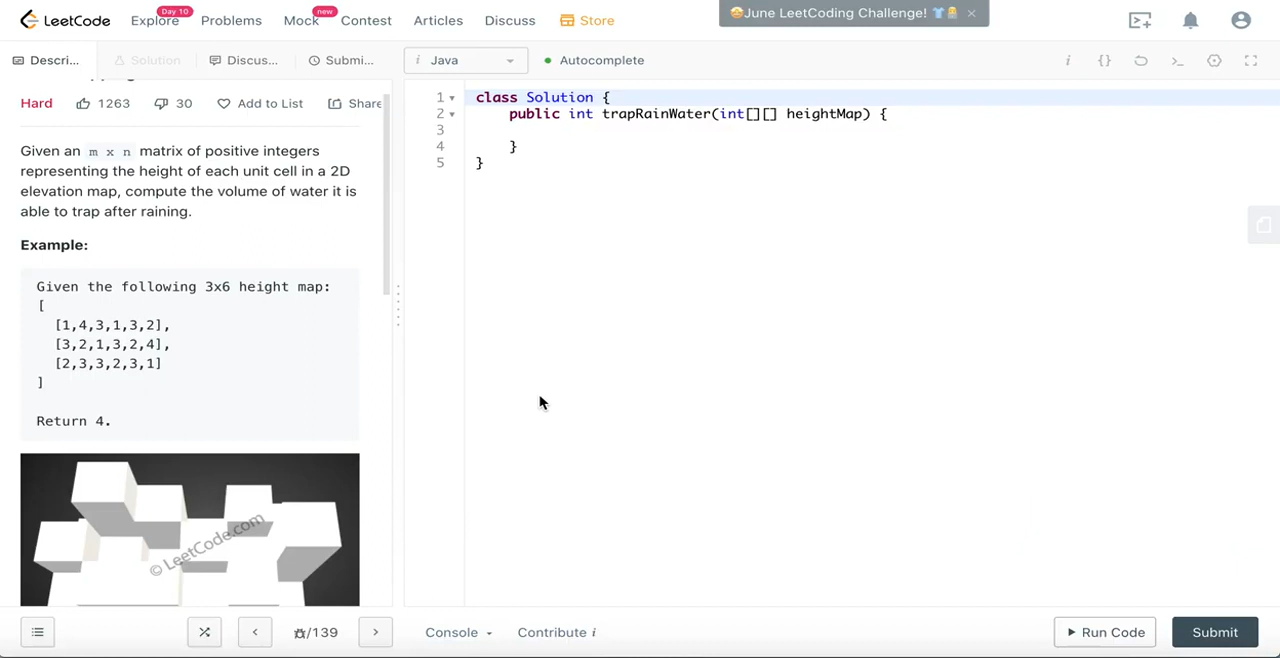 LeetCode
Day 10
new
Explore Problems Mock Contest Articles Discuss Store
🤩June LeetCoding Challenge! ×
Descri... Solution Discuss... Submi...
i Java
Autocomplete
i {} >_
Hard 1263 30 Add to List Share
Given an m x n matrix of positive integers
representing the height of each unit cell in a 2D
elevation map, compute the volume of water it is
able to trap after raining.
Example:
Given the following 3x6 height map:
[
[1,4,3,1,3,2],
[3,2,1,3,2,4],
[2,3,3,2,3,1]
]
Return 4.
© LeetCode.com
1 class Solution {
2 public int trapRainWater(int[][] heightMap) {
3
4 }
5 }
/139
Console
Contribute i
Run Code
Submit